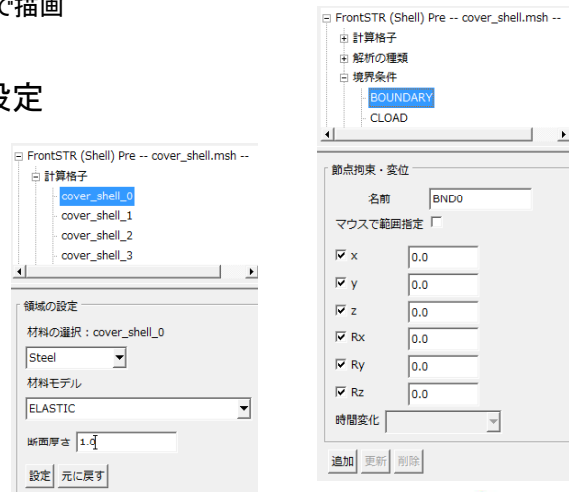 で描画
設定
FrontSTR (Shell) Pre -- cover_shell.msh --
計算格子
cover_shell_0
cover_shell_1
cover_shell_2
cover_shell_3
領域の設定
材料の選択：cover_shell_0
Steel
材料モデル
ELASTIC
断面厚さ 1.0
設定 元に戻す
FrontSTR (Shell) Pre -- cover_shell.msh --
計算格子
解析の種類
境界条件
BOUNDARY
CLOAD
節点拘束・変位
名前 BND0
マウスで範囲指定
x 0.0
y 0.0
z 0.0
Rx 0.0
Ry 0.0
Rz 0.0
時間変化
追加 更新 削除